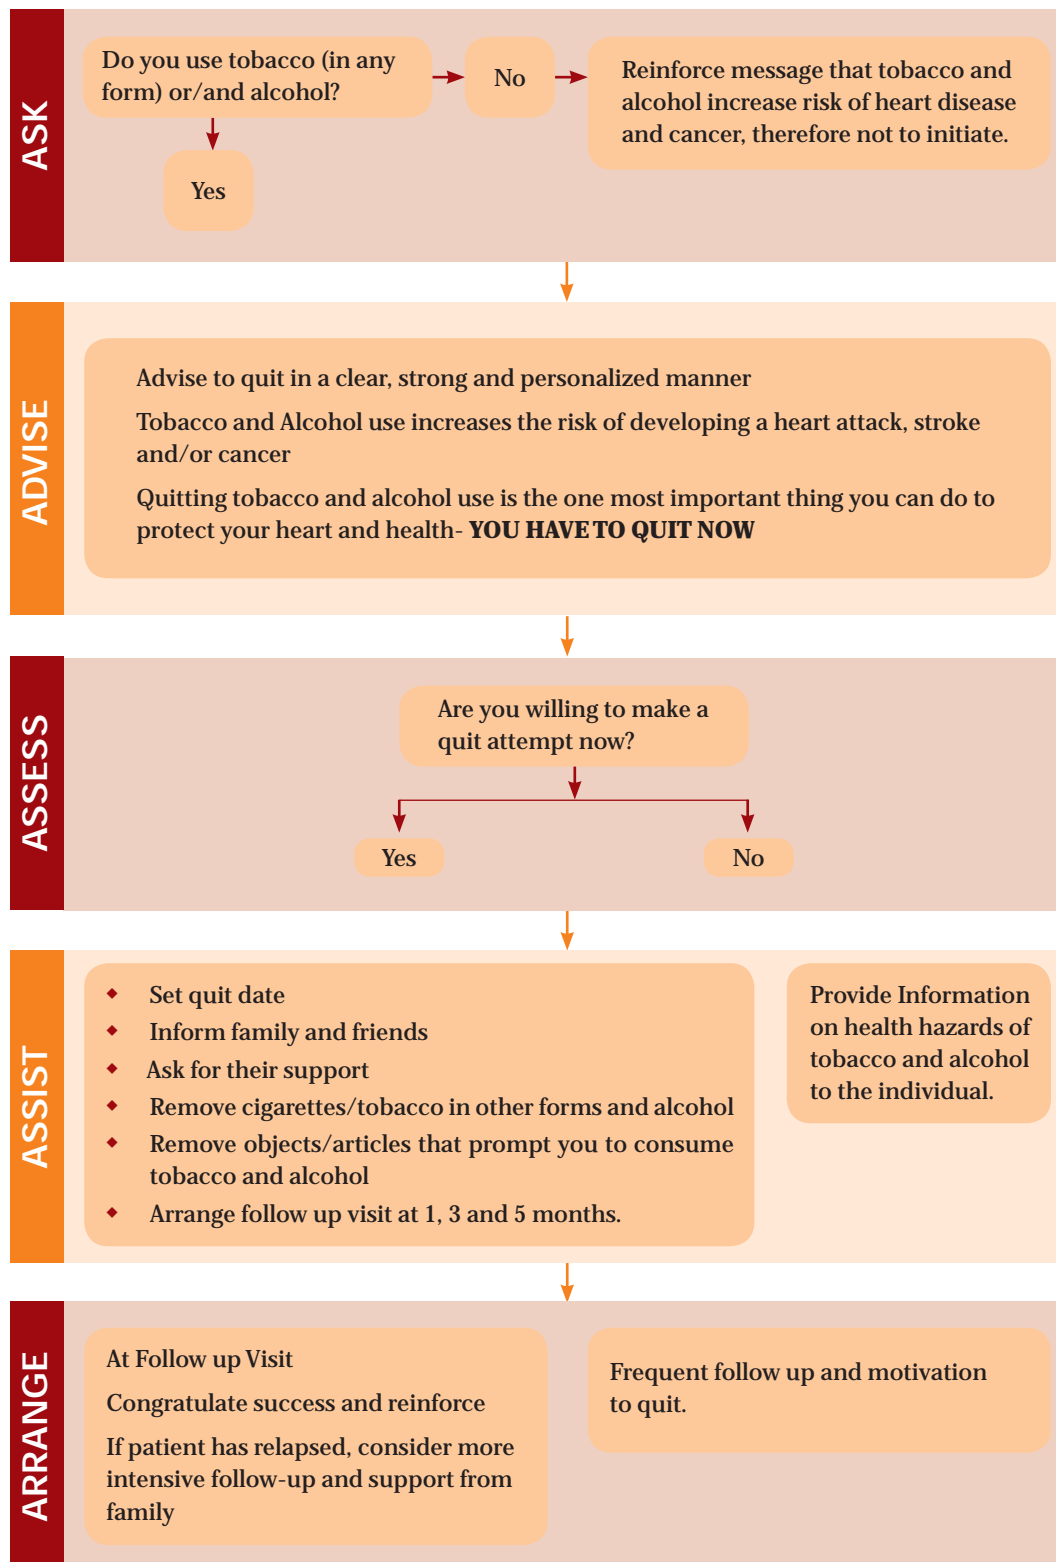 ASK
Do you use tobacco (in any
form) or/and alcohol?
No
Reinforce message that tobacco and
alcohol increase risk of heart disease
and cancer, therefore not to initiate.
Yes
ADVISE
Advise to quit in a clear, strong and personalized manner
Tobacco and Alcohol use increases the risk of developing a heart attack, stroke
and/or cancer
Quitting tobacco and alcohol use is the one most important thing you can do to
protect your heart and health- YOU HAVE TO QUIT NOW
ASSESS
Are you willing to make a
quit attempt now?
Yes
No
ASSIST
◆ Set quit date
◆ Inform family and friends
◆ Ask for their support
◆ Remove cigarettes/tobacco in other forms and alcohol
◆ Remove objects/articles that prompt you to consume
tobacco and alcohol
◆ Arrange follow up visit at 1, 3 and 5 months.
Provide Information
on health hazards of
tobacco and alcohol
to the individual.
ARRANGE
At Follow up Visit
Congratulate success and reinforce
If patient has relapsed, consider more
intensive follow-up and support from
family
Frequent follow up and motivation
to quit.